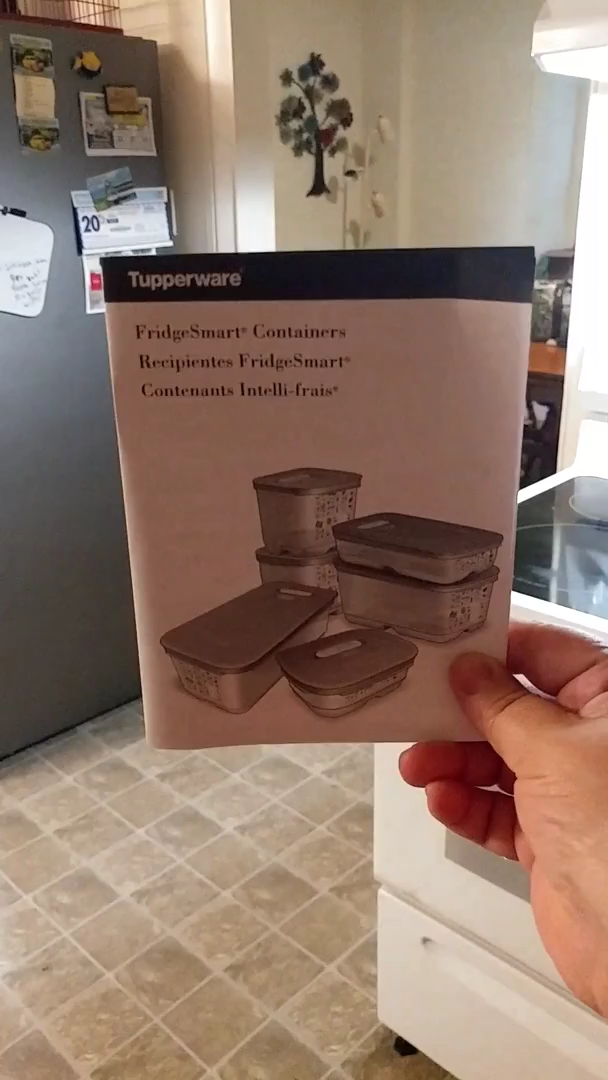 Tupperware®
FridgeSmart® Containers
Recipientes FridgeSmart®
Contenants Intelli-frais®
20